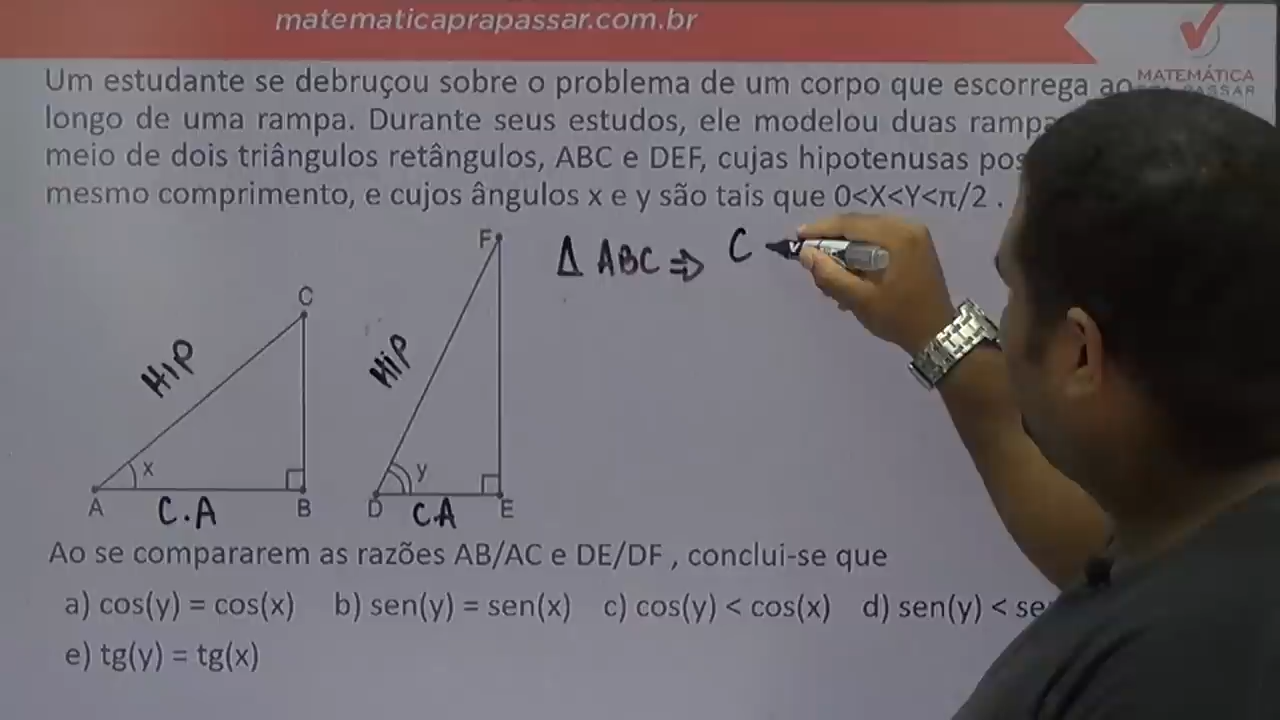 matematicaprapassar.com.br
MATEMÁTICA
PASSAR
Um estudante se debruçou sobre o problema de um corpo que escorrega ao
longo de uma rampa. Durante seus estudos, ele modelou duas
meio de dois triângulos retângulos, ABC e DEF, cujas hipotenusas
mesmo comprimento, e cujos ângulos x e y são tais que 0<X<Y<π/2 .
F
Δ ABC ⇒ C
C
Hip
Hip
x
y
A
C.A
B
D
C.A
E
Ao se compararem as razões AB/AC e DE/DF , conclui-se que
a) cos(y) = cos(x) b) sen(y) = sen(x) c) cos(y) < cos(x) d) sen(y) <
e) tg(y) = tg(x)